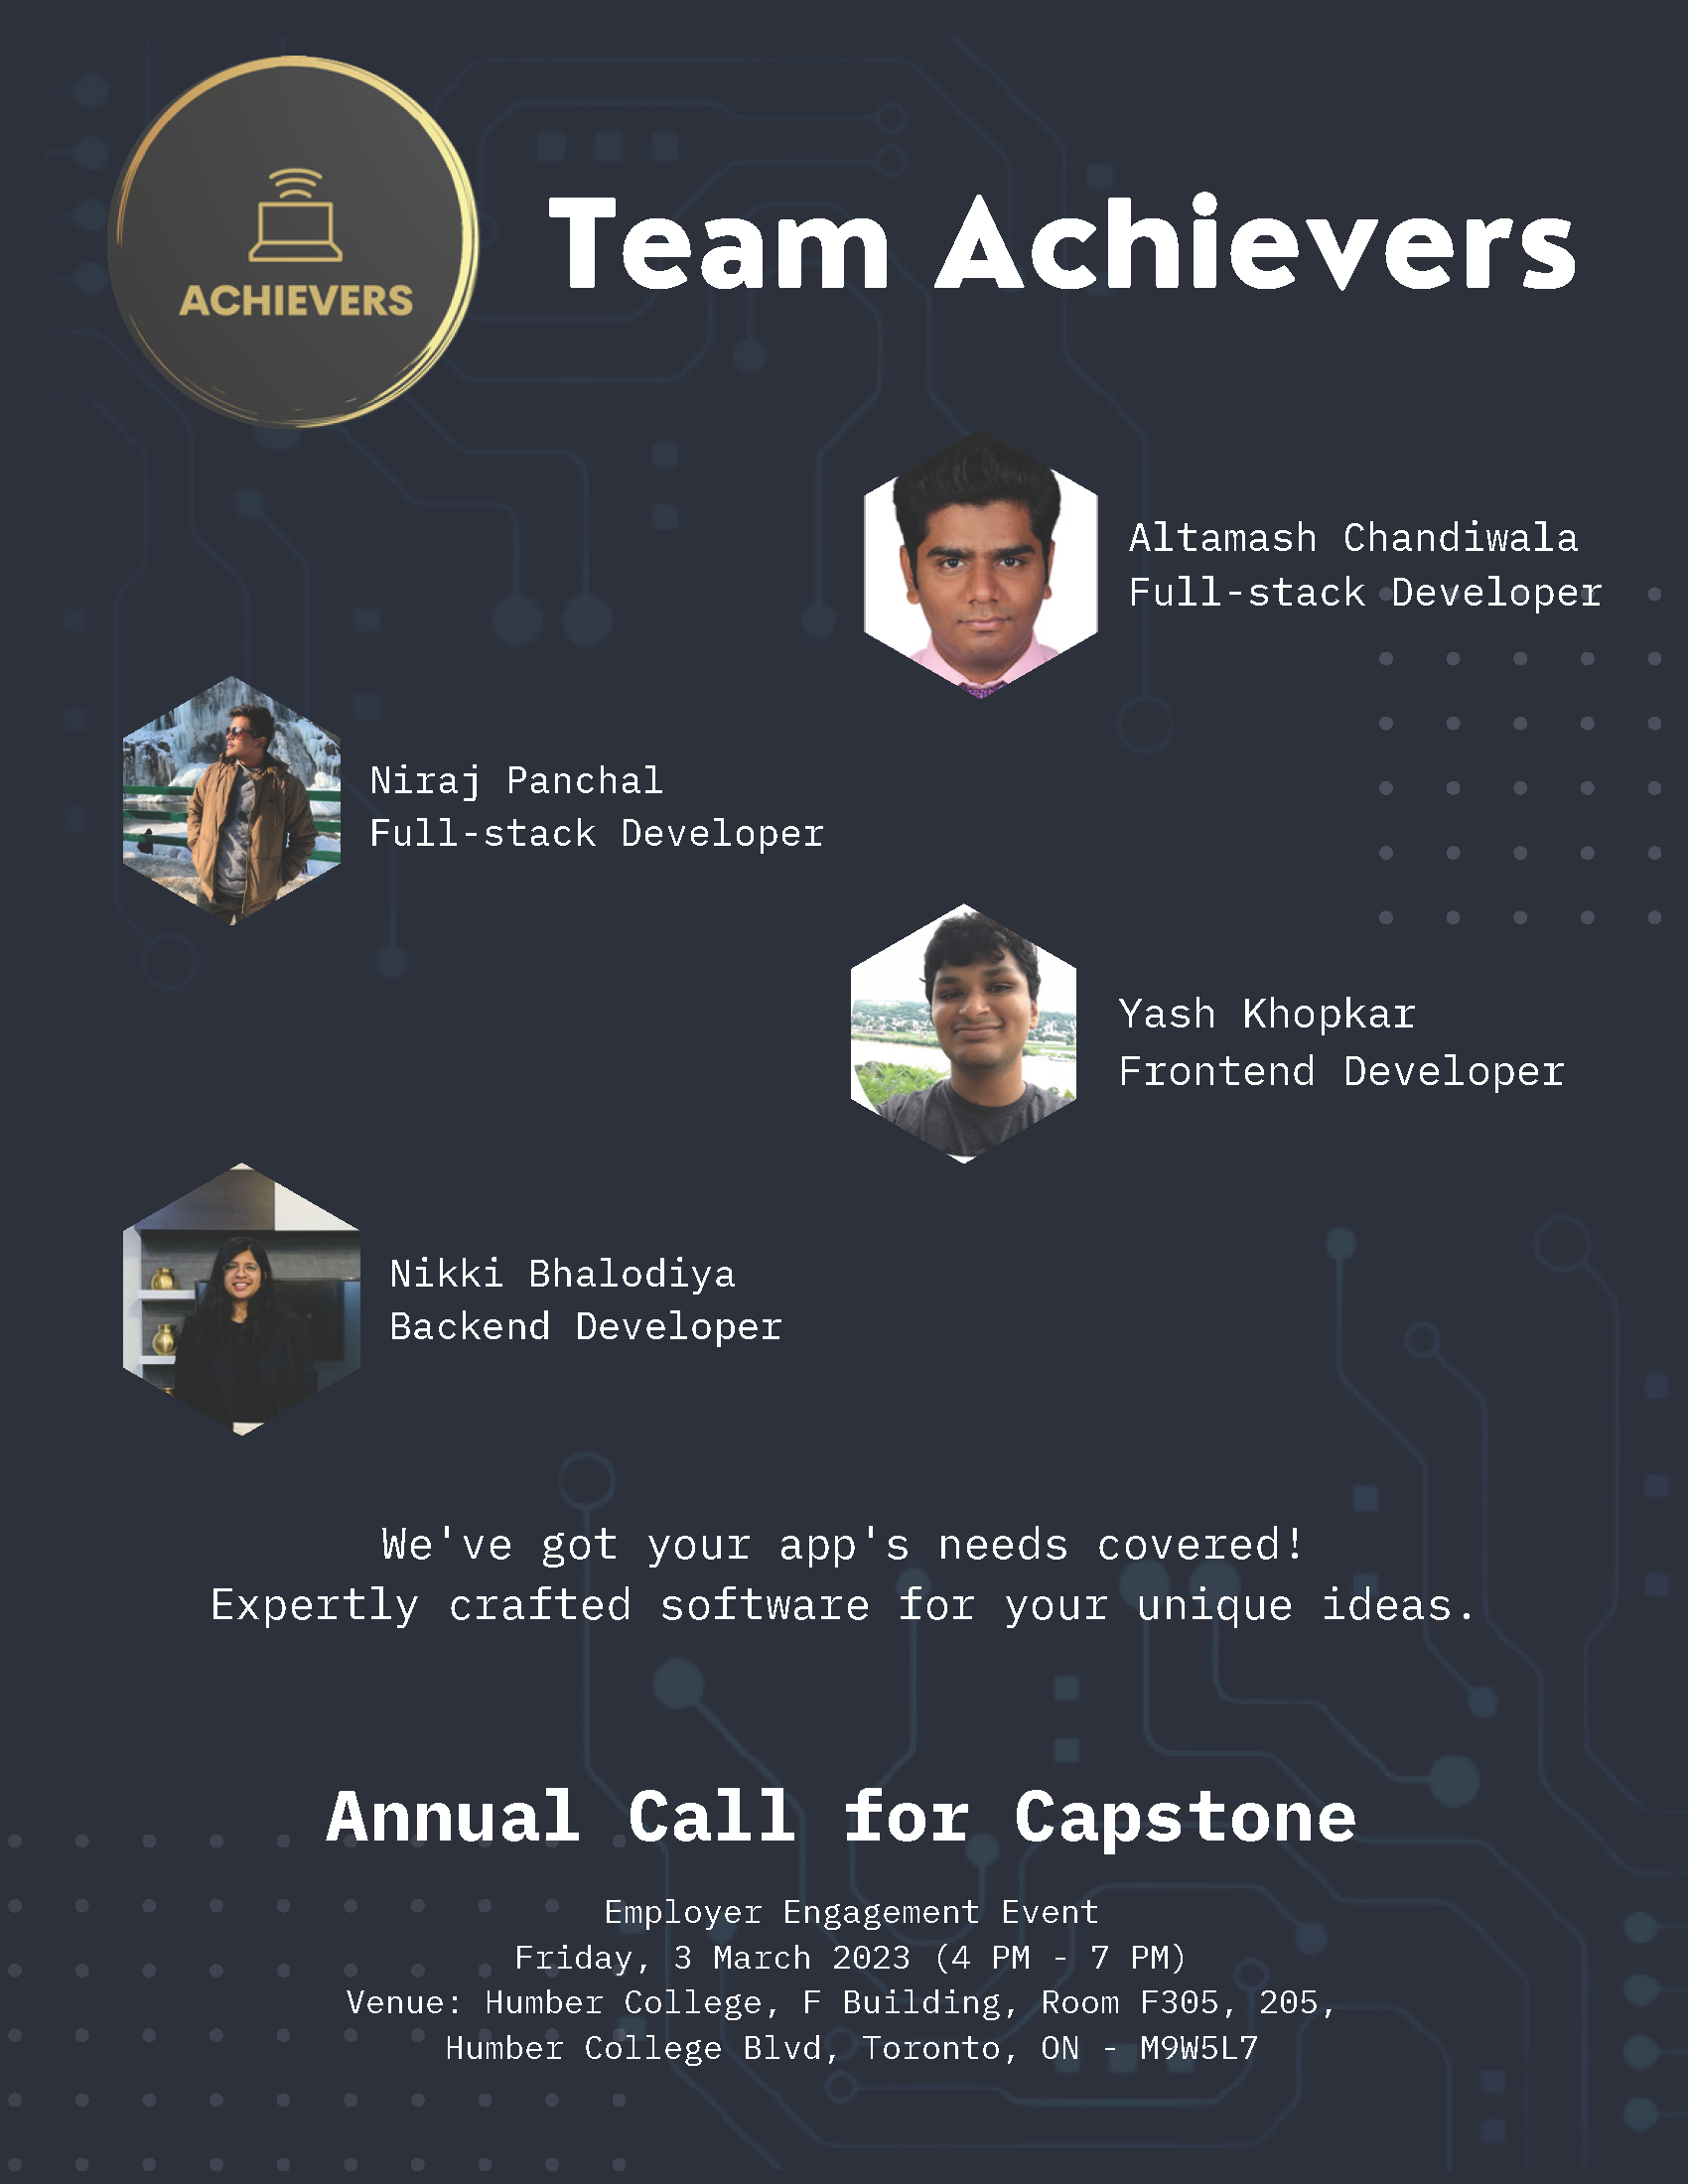 ACHIEVERS
Team Achievers
Altamash Chandiwala
Full-stack Developer
Niraj Panchal
Full-stack Developer
Yash Khopkar
Frontend Developer
Nikki Bhalodiya
Backend Developer
We've got your app's needs covered!
Expertly crafted software for your unique ideas.
Annual Call for Capstone
Employer Engagement Event
Friday, 3 March 2023 (4 PM - 7 PM)
Venue: Humber College, F Building, Room F305, 205,
Humber College Blvd, Toronto, ON - M9W5L7